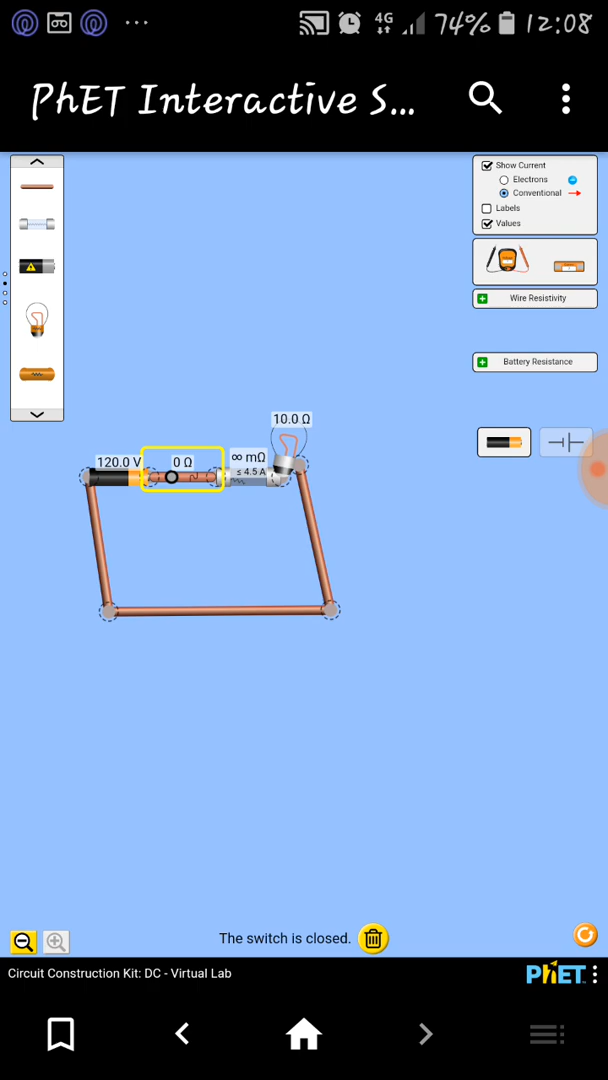 4G 74% 12:08
PhET Interactive S...
Show Current
Electrons
Conventional
Labels
Values
Wire Resistivity
Battery Resistance
10.0 Ω
120.0 V 0 Ω ∞ mΩ
≤ 4.5 A
The switch is closed.
Circuit Construction Kit: DC - Virtual Lab PhET